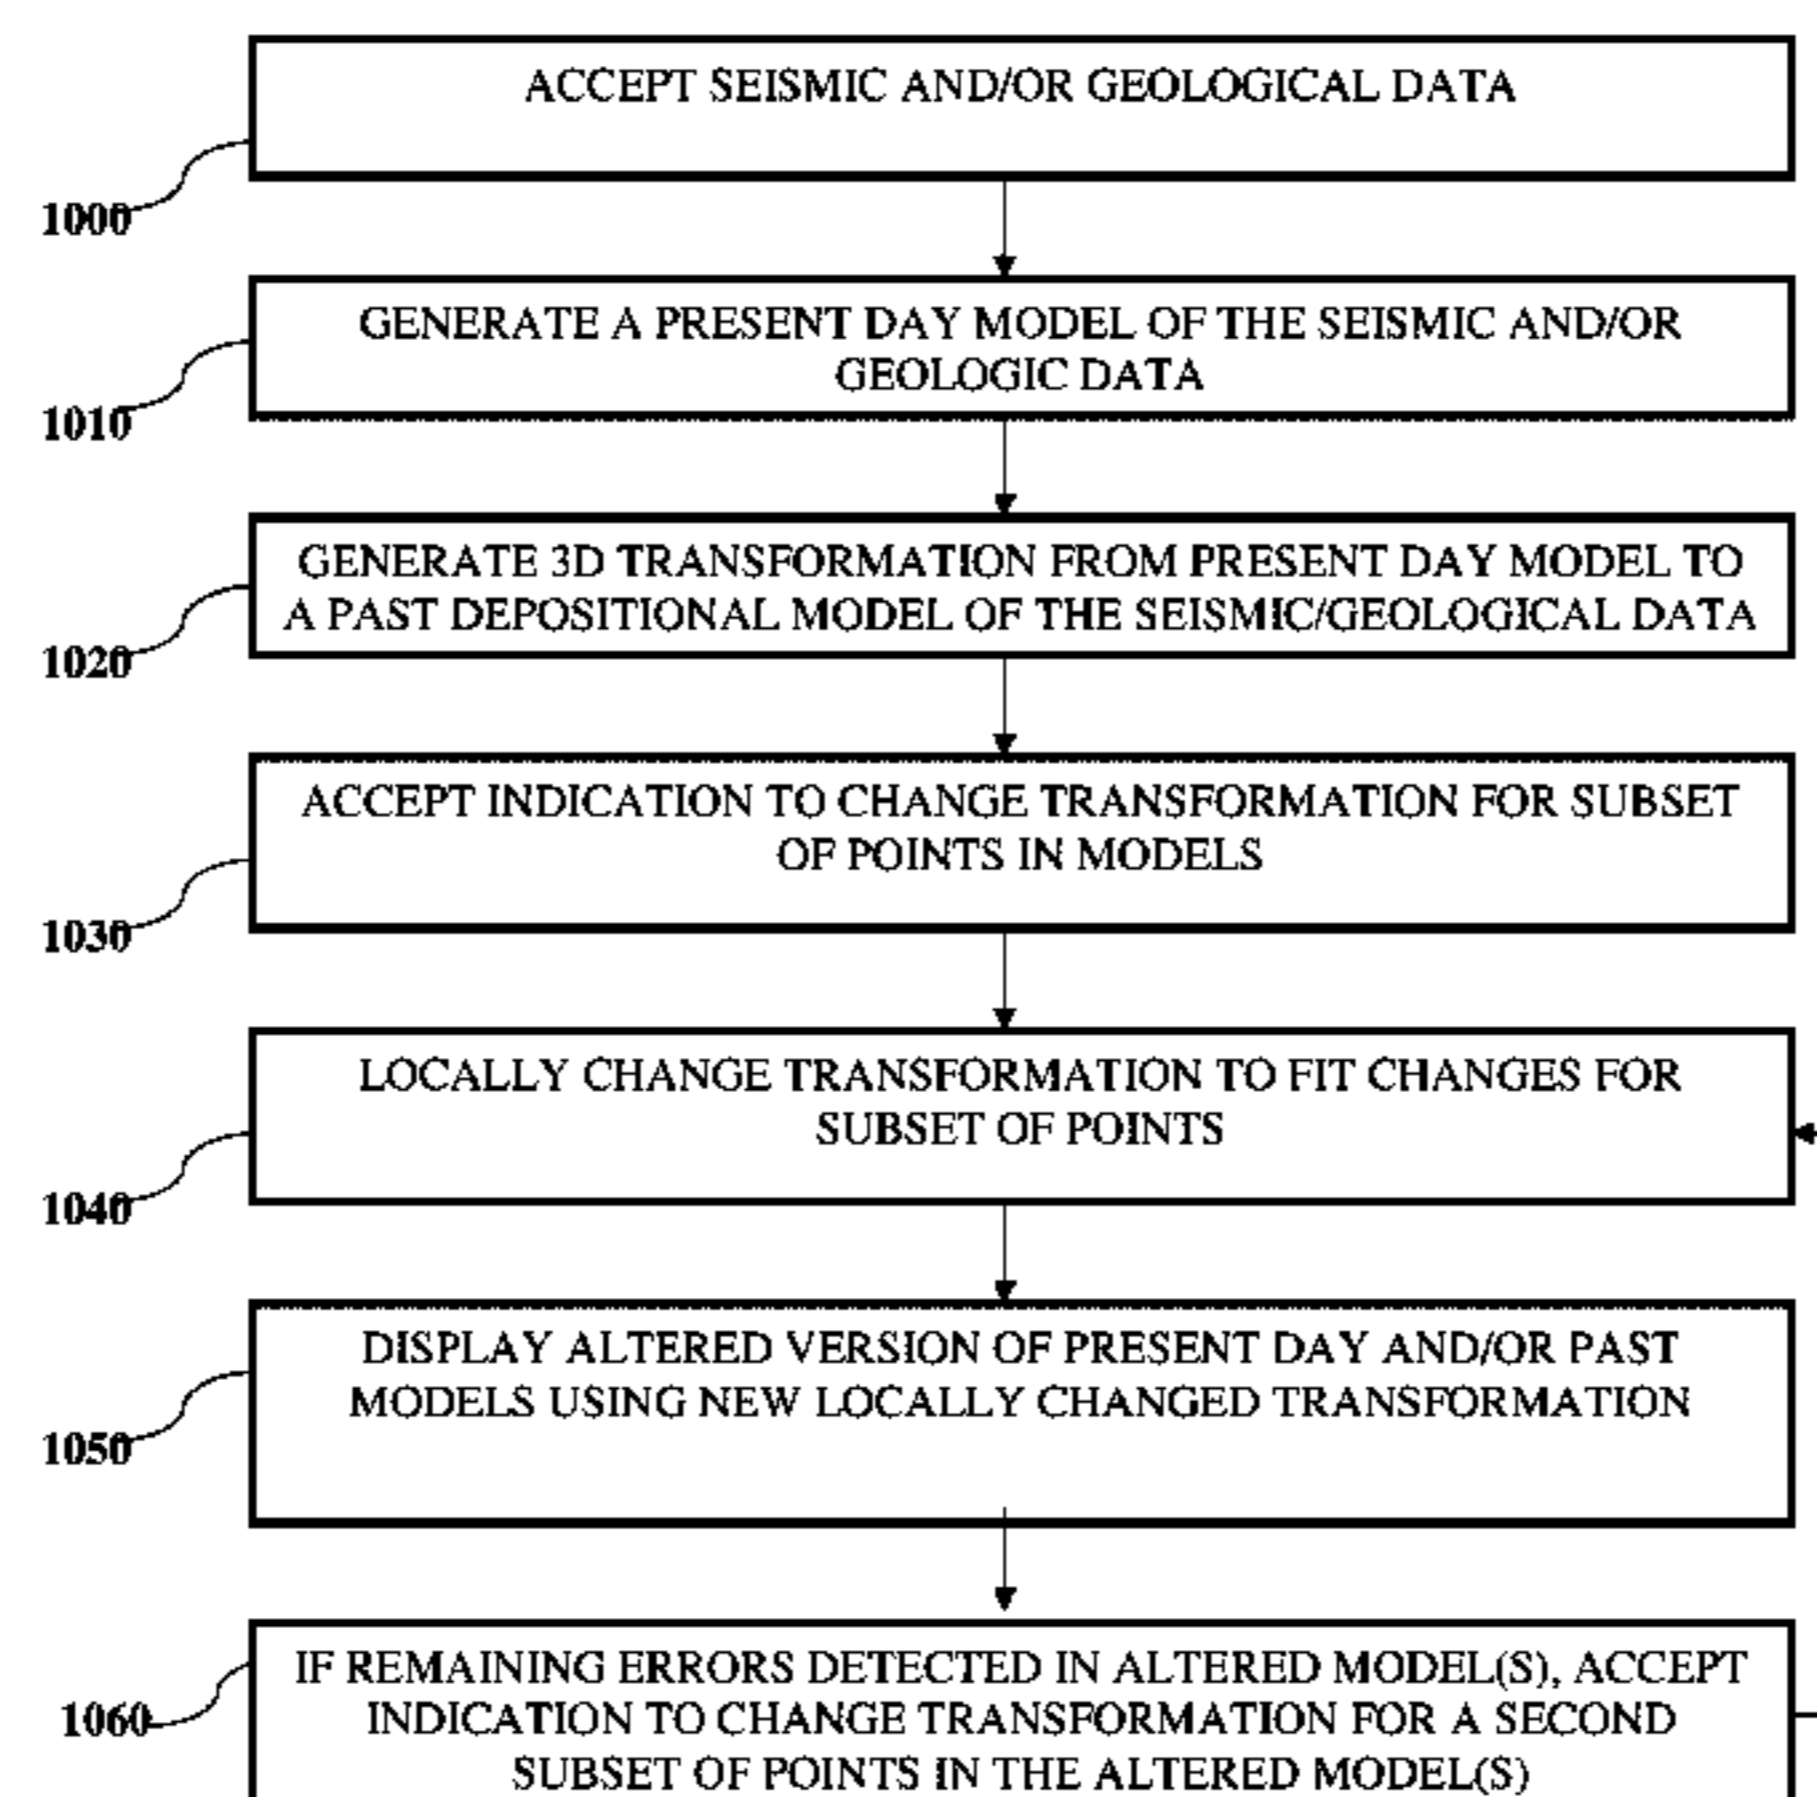 ACCEPT SEISMIC AND/OR GEOLOGICAL DATA
1000
GENERATE A PRESENT DAY MODEL OF THE SEISMIC AND/OR
GEOLOGIC DATA
1010
GENERATE 3D TRANSFORMATION FROM PRESENT DAY MODEL TO
A PAST DEPOSITIONAL MODEL OF THE SEISMIC/GEOLOGICAL DATA
1020
ACCEPT INDICATION TO CHANGE TRANSFORMATION FOR SUBSET
OF POINTS IN MODELS
1030
LOCALLY CHANGE TRANSFORMATION TO FIT CHANGES FOR
SUBSET OF POINTS
1040
DISPLAY ALTERED VERSION OF PRESENT DAY AND/OR PAST
MODELS USING NEW LOCALLY CHANGED TRANSFORMATION
1050
IF REMAINING ERRORS DETECTED IN ALTERED MODEL(S), ACCEPT
INDICATION TO CHANGE TRANSFORMATION FOR A SECOND
SUBSET OF POINTS IN THE ALTERED MODEL(S)
1060